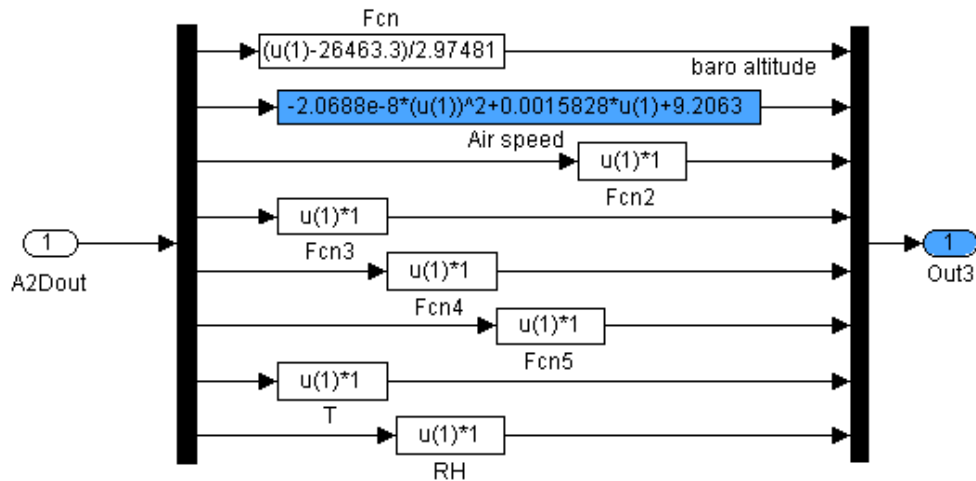 Fcn
(u(1)-26463.3)/2.97481
baro altitude
-2.0688e-8*(u(1))^2+0.0015828*u(1)+9.2063
Air speed
u(1)*1
Fcn2
u(1)*1
Fcn3
1
A2Dout
1
Out3
u(1)*1
Fcn4
u(1)*1
Fcn5
u(1)*1
T
u(1)*1
RH